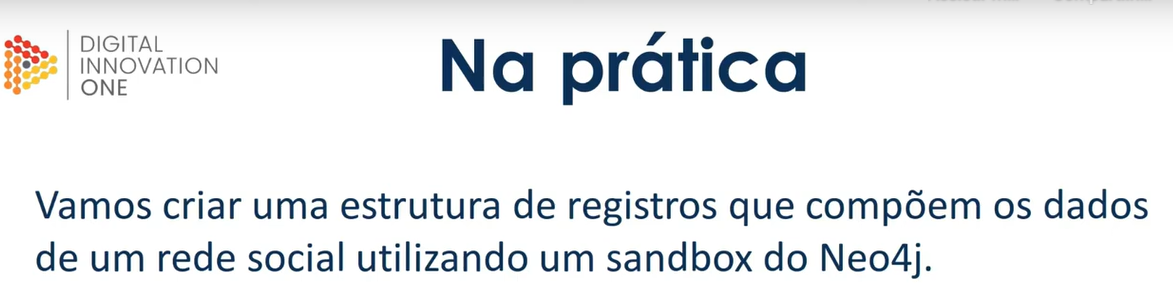 DIGITAL
INNOVATION
ONE
Na prática
Vamos criar uma estrutura de registros que compõem os dados
de um rede social utilizando um sandbox do Neo4j.